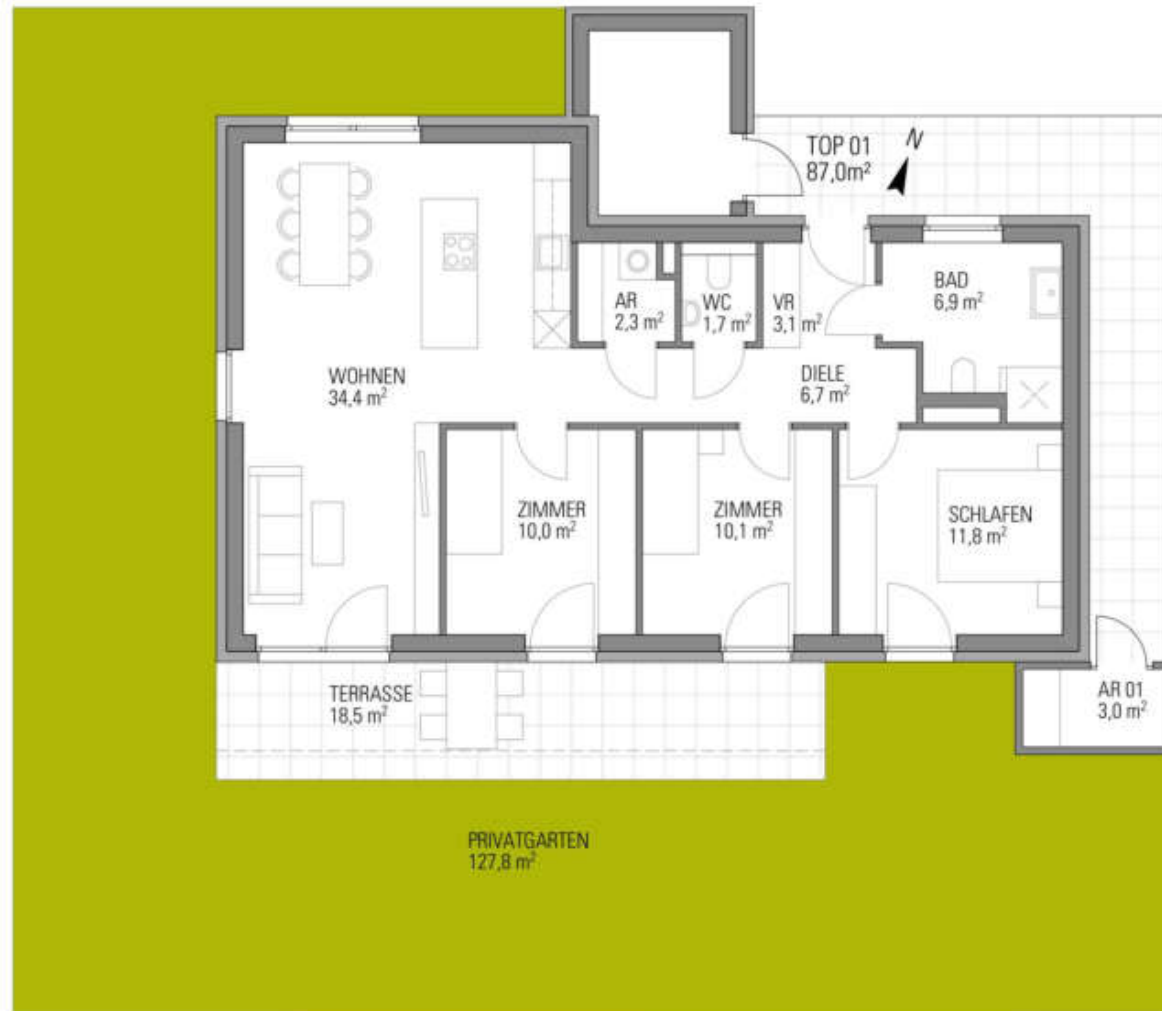 TOP 01
87,0m²
N
BAD
6,9 m²
AR
2,3 m²
WC
1,7 m²
VR
3,1 m²
WOHNEN
34,4 m²
DIELE
6,7 m²
ZIMMER
10,0 m²
ZIMMER
10,1 m²
SCHLAFEN
11,8 m²
TERRASSE
18,5 m²
AR 01
3,0 m²
PRIVATGARTEN
127,8 m²